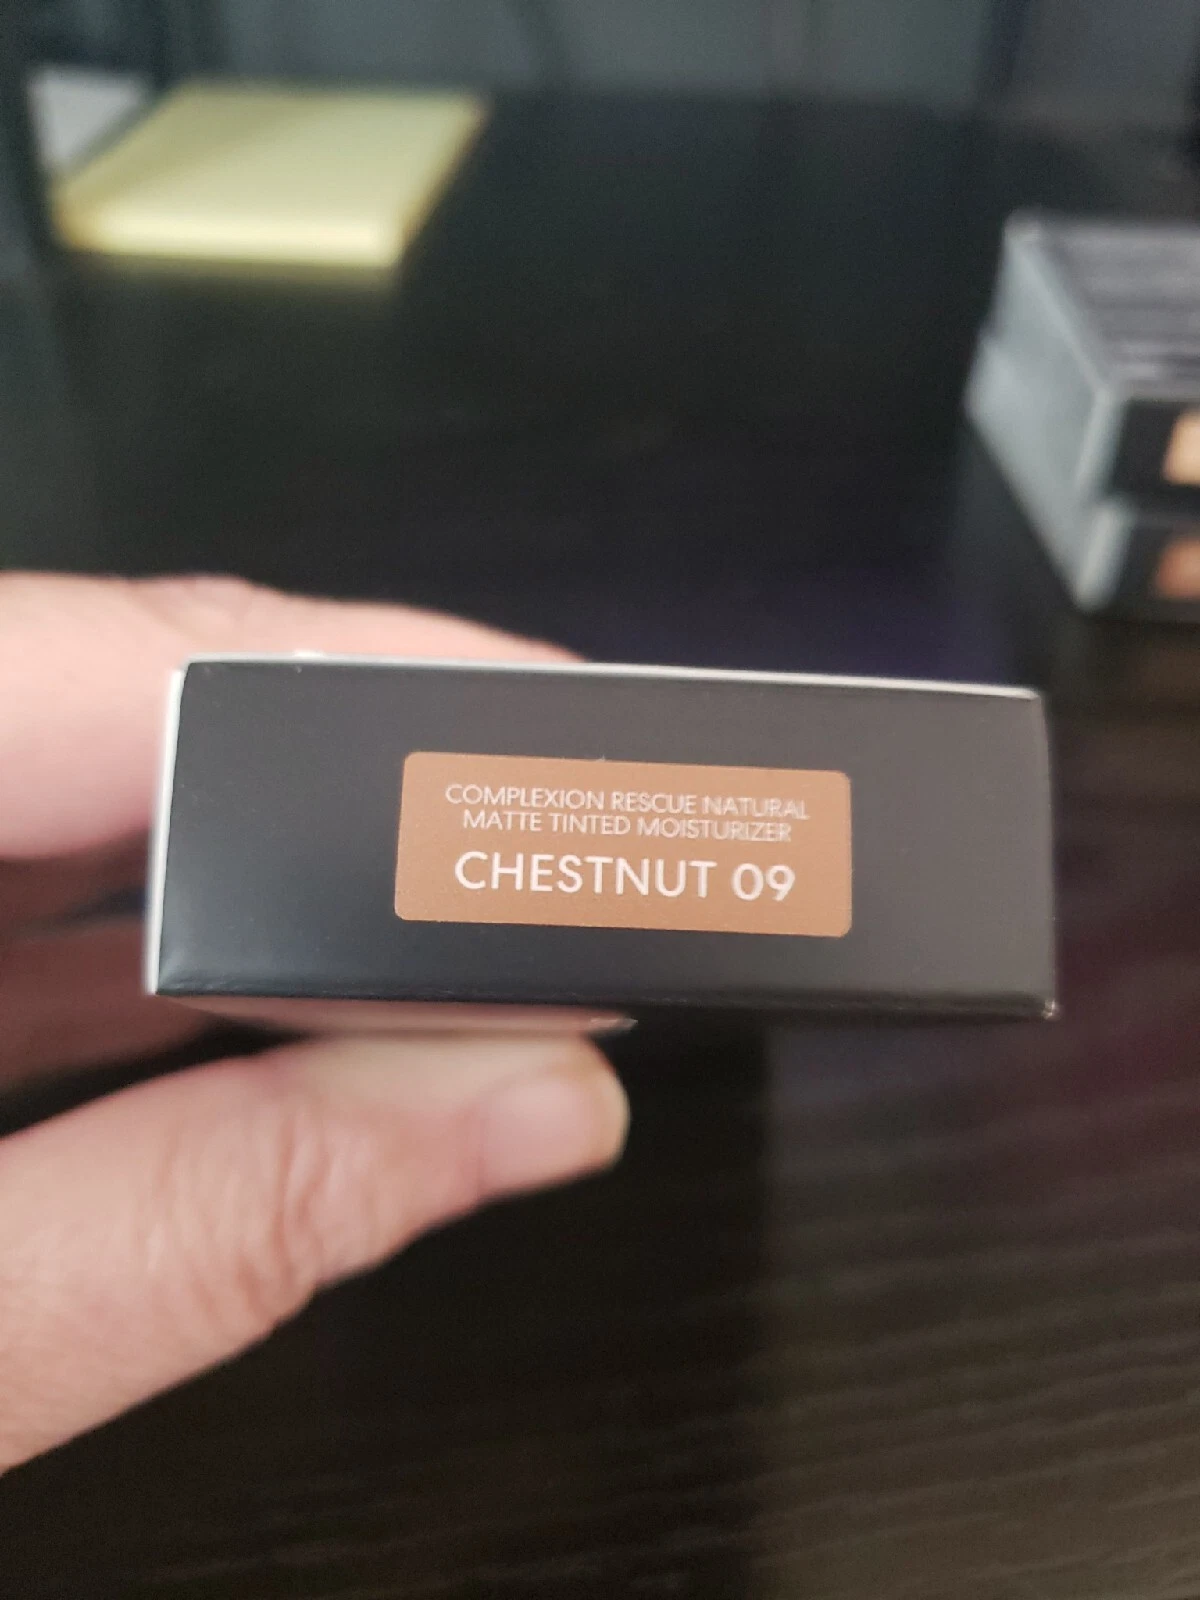 COMPLEXION RESCUE NATURAL
MATTE TINTED MOISTURIZER
CHESTNUT 09